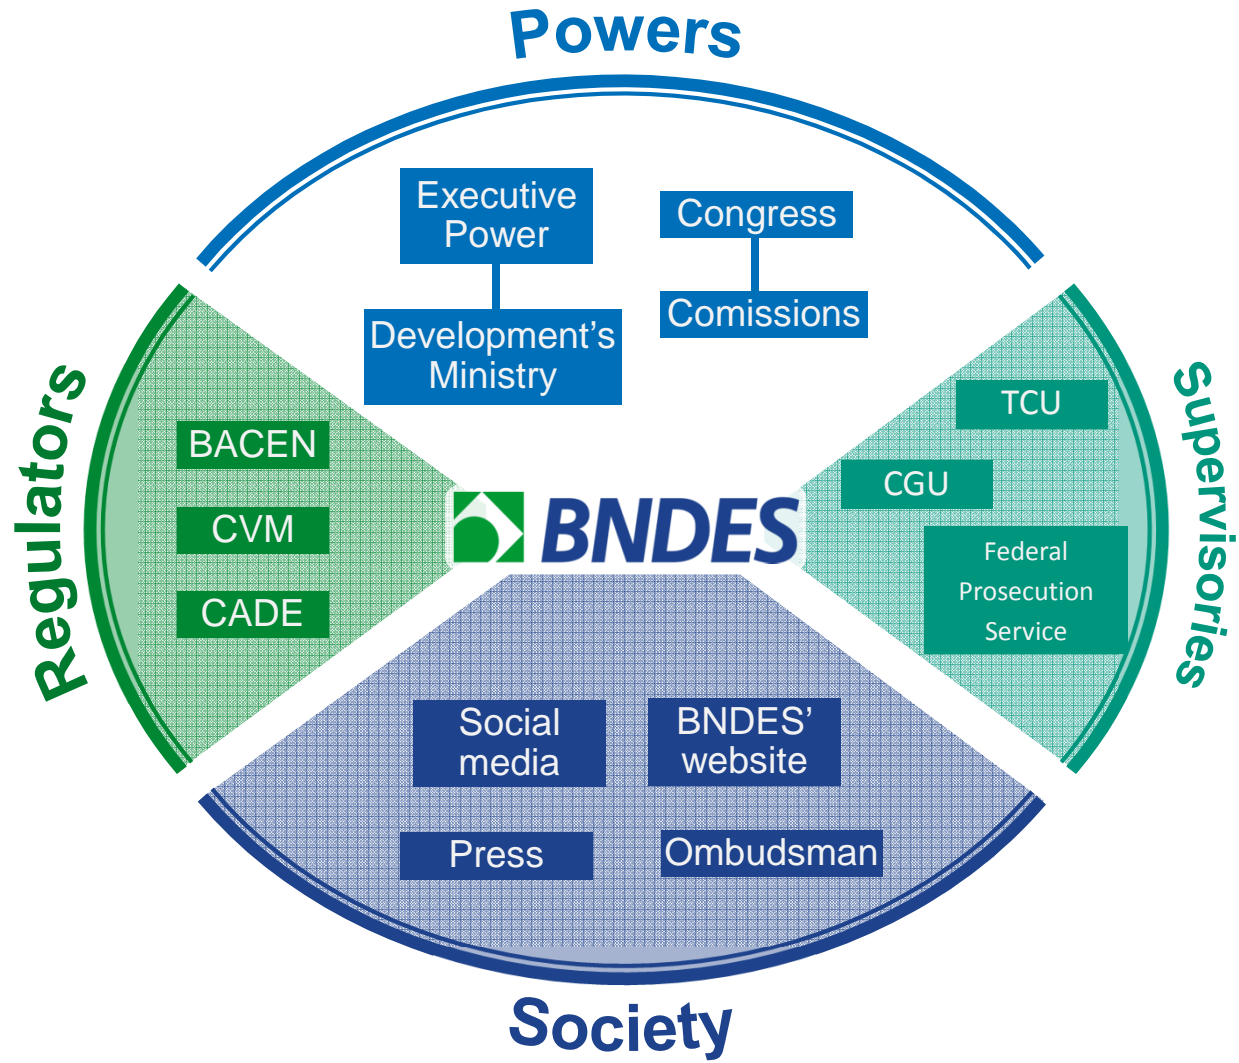 Powers
Executive
Power
Congress
Development's
Ministry
Comissions
Regulators
BACEN
CVM
CADE
BNDES
Supervisories
TCU
CGU
Federal
Prosecution
Service
Social
media
BNDES'
website
Press
Ombudsman
Society